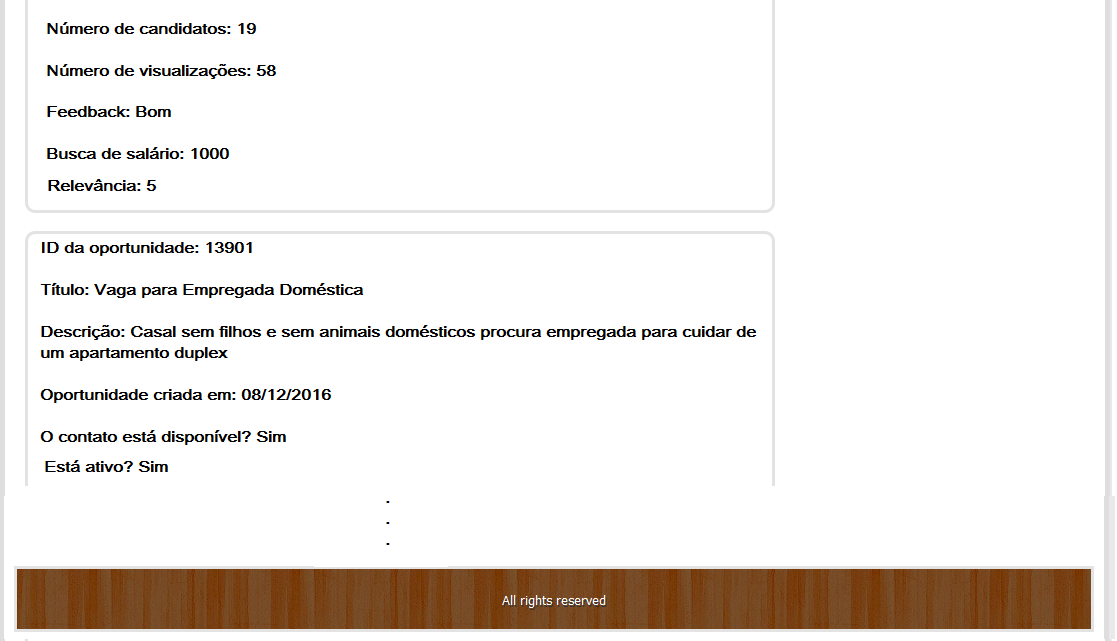 Número de candidatos: 19
Número de visualizações: 58
Feedback: Bom
Busca de salário: 1000
Relevância: 5
ID da oportunidade: 13901
Título: Vaga para Empregada Doméstica
Descrição: Casal sem filhos e sem animais domésticos procura empregada para cuidar de
um apartamento duplex
Oportunidade criada em: 08/12/2016
O contato está disponível? Sim
Está ativo? Sim
.
.
.
All rights reserved